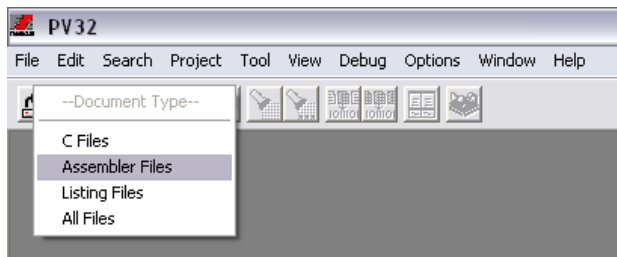 PV32
File Edit Search Project Tool View Debug Options Window Help
--Document Type--
C Files
Assembler Files
Listing Files
All Files